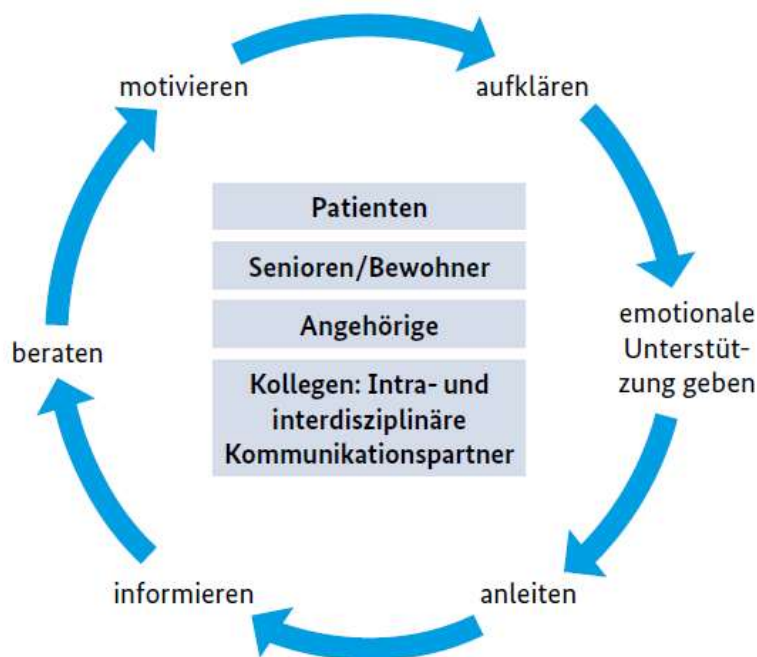 motivieren
aufklären
Patienten
Senioren/Bewohner
Angehörige
Kollegen: Intra- und
interdisziplinäre
Kommunikationspartner
emotionale
Unterstüt-
zung geben
beraten
informieren
anleiten